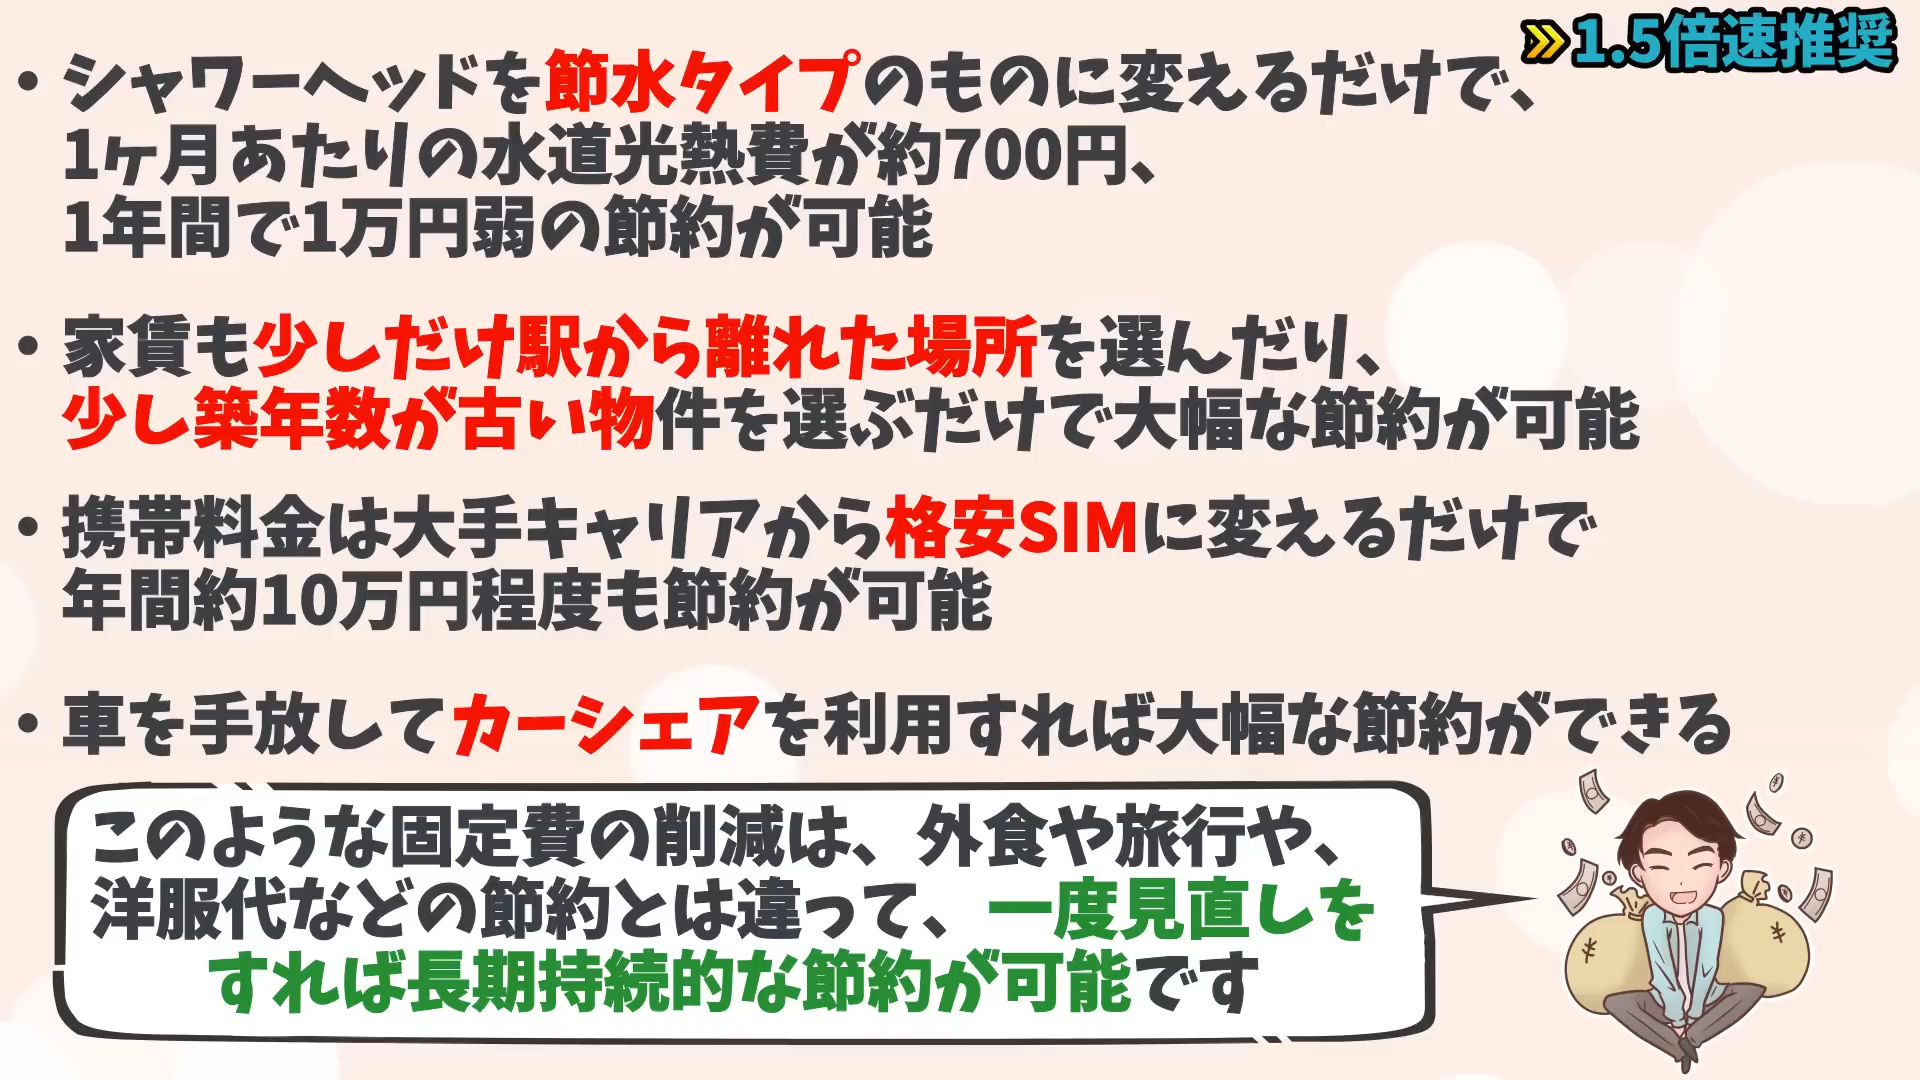 1.5倍速推奨
・シャワーヘッドを節水タイプのものに変えるだけで、
1ヶ月あたりの水道光熱費が約700円、
1年間で1万円弱の節約が可能
・家賃も少しだけ駅から離れた場所を選んだり、
少し築年数が古い物件を選ぶだけで大幅な節約が可能
・携帯料金は大手キャリアから格安SIMに変えるだけで
年間約10万円程度も節約が可能
・車を手放してカーシェアを利用すれば大幅な節約ができる
このような固定費の削減は、外食や旅行や、
洋服代などの節約とは違って、一度見直しを
すれば長期持続的な節約が可能です
¥
¥